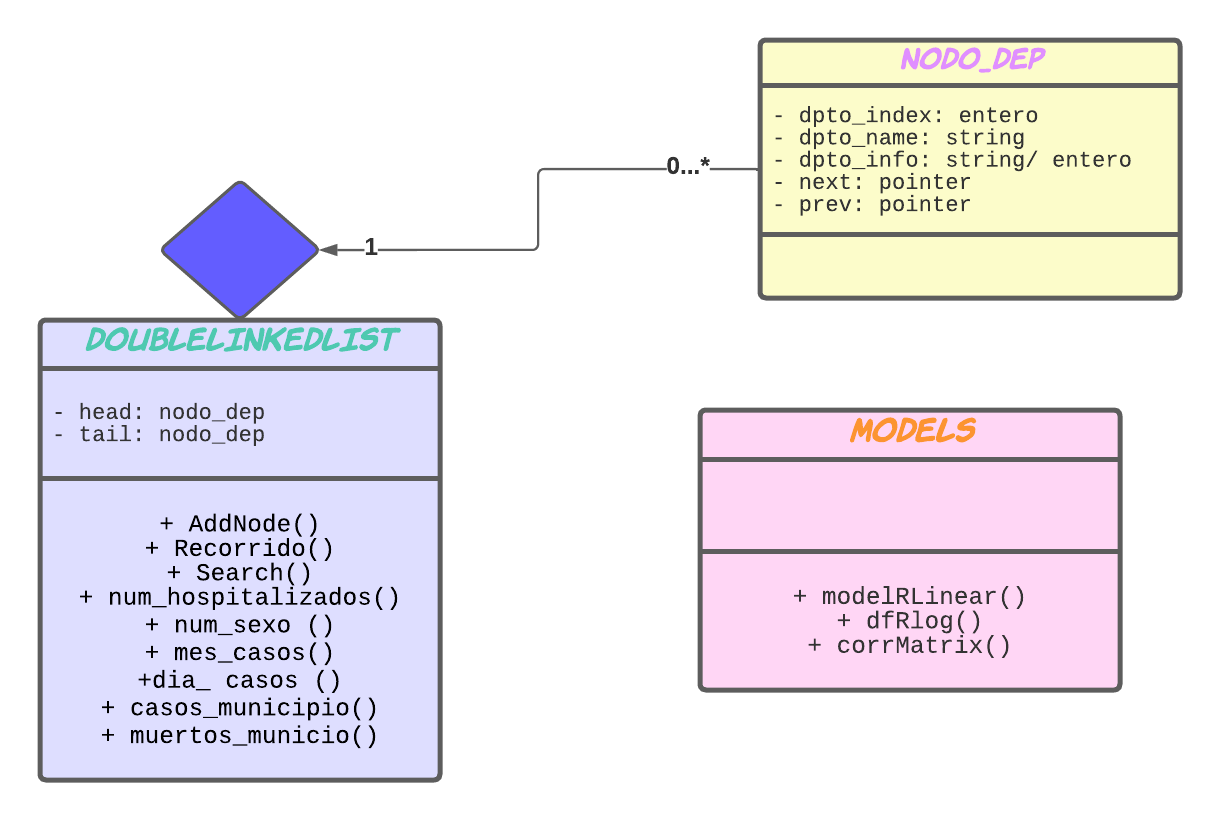 NODO_DEP
- dpto_index: entero
- dpto_name: string
- dpto_info: string/ entero
- next: pointer
- prev: pointer
0...*
1
DOUBLELINKEDLIST
- head: nodo_dep
- tail: nodo_dep
+ AddNode()
+ Recorrido()
+ Search()
+ num_hospitalizados()
+ num_sexo ()
+ mes_casos()
+dia_ casos ()
+ casos_municipio()
+ muertos_municio()
MODELS
+ modelRLinear()
+ dfRlog()
+ corrMatrix()